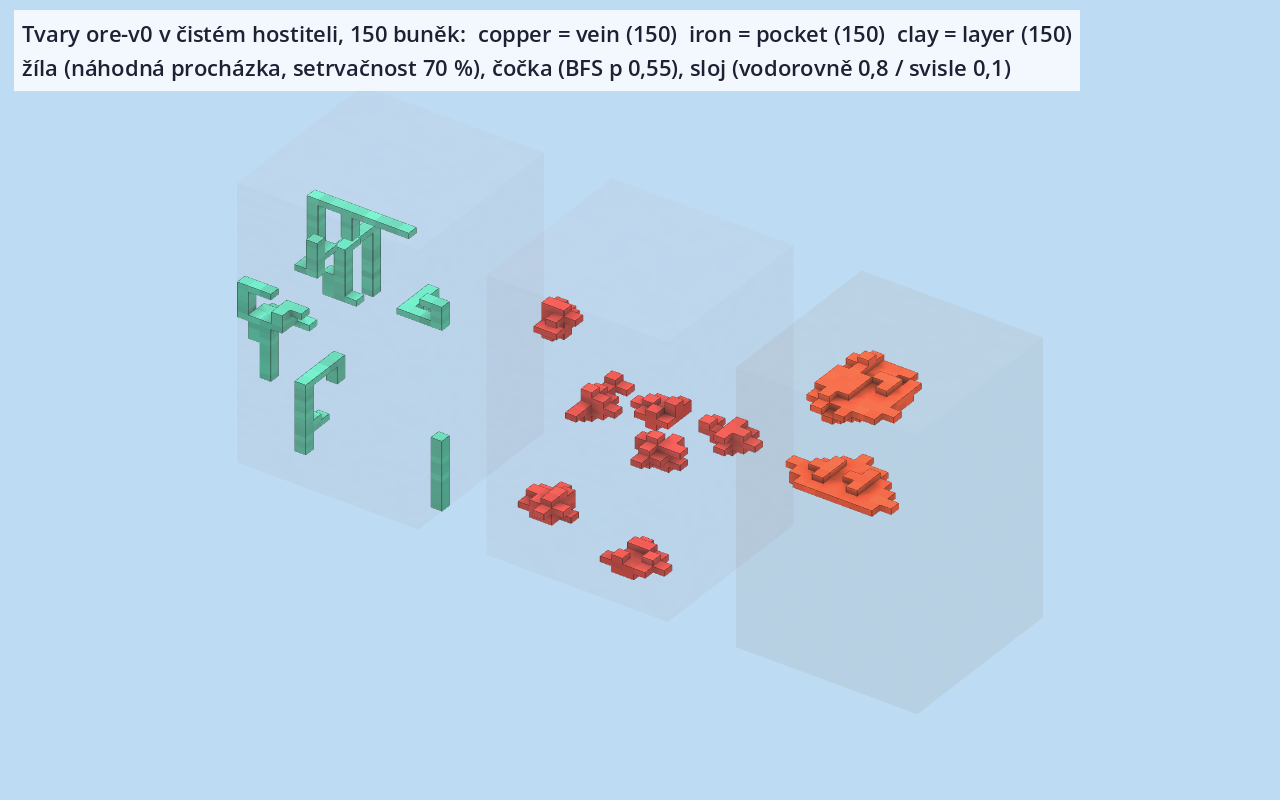 Tvary ore-v0 v čistém hostiteli, 150 buněk:  copper = vein (150)  iron = pocket (150)  clay = layer (150)
žíla (náhodná procházka, setrvačnost 70 %), čočka (BFS p 0,55), sloj (vodorovně 0,8 / svisle 0,1)